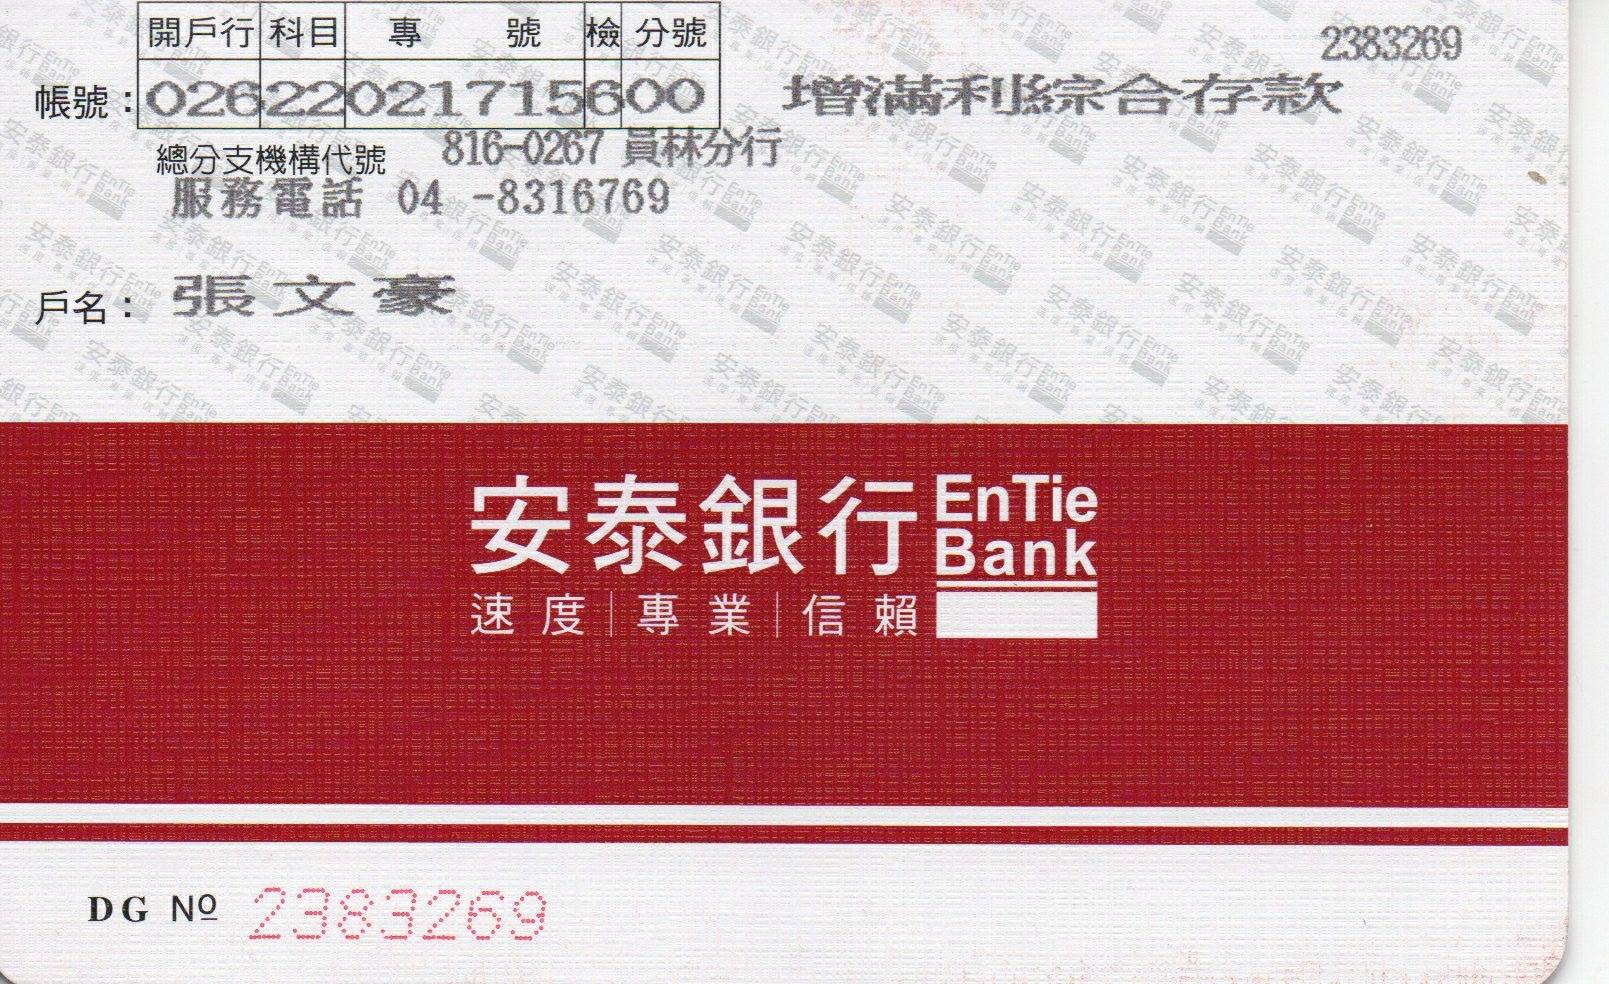 2383269
開戶行 科目 專 號 檢 分號
帳號：02622021715600 增滿利綜合存款
總分支機構代號 816-0267 員林分行
服務電話 04 -8316769
戶名： 張文豪
安泰銀行 EnTie Bank
速度｜專業｜信賴
DG Nº 2383269